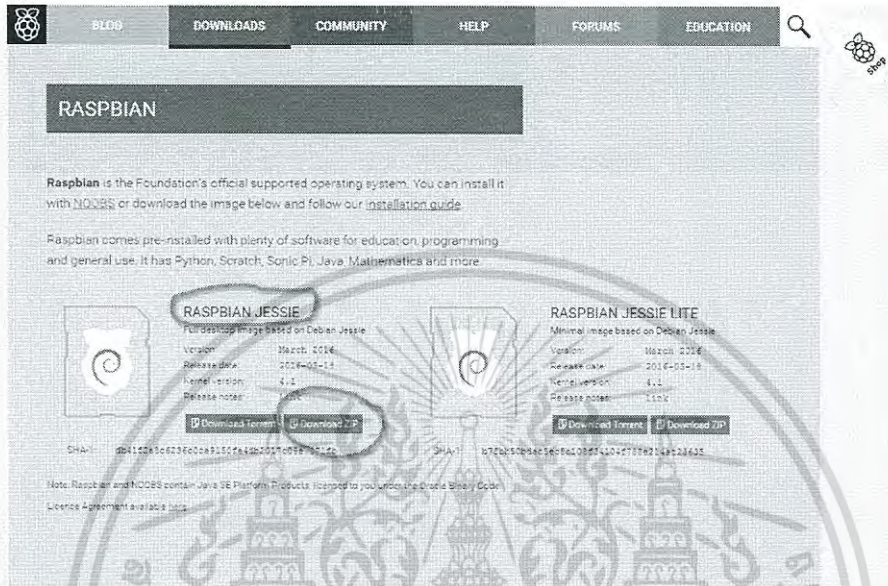 BLOG DOWNLOADS COMMUNITY HELP FORUMS EDUCATION
Shop
RASPBIAN
Raspbian is the Foundation's official supported operating system. You can install it
with NOOBS or download the image below and follow our installation guide.
Raspbian comes pre-installed with plenty of software for education, programming
and general use. It has Python, Scratch, Sonic Pi, Java, Mathematica and more.
RASPBIAN JESSIE
Full desktop image based on Debian Jessie
Version: March 2016
Release date: 2016-03-18
Kernel version: 4.1
Release notes: Link
Download Torrent Download ZIP
SHA-1:
RASPBIAN JESSIE LITE
Minimal image based on Debian Jessie
Version: March 2016
Release date: 2016-03-18
Kernel version: 4.1
Release notes: Link
Download Torrent Download ZIP
SHA-1:
Note: Raspbian and NOOBS contain Java SE Platform Products, licensed to you under the Oracle Binary Code
Licence Agreement available here.